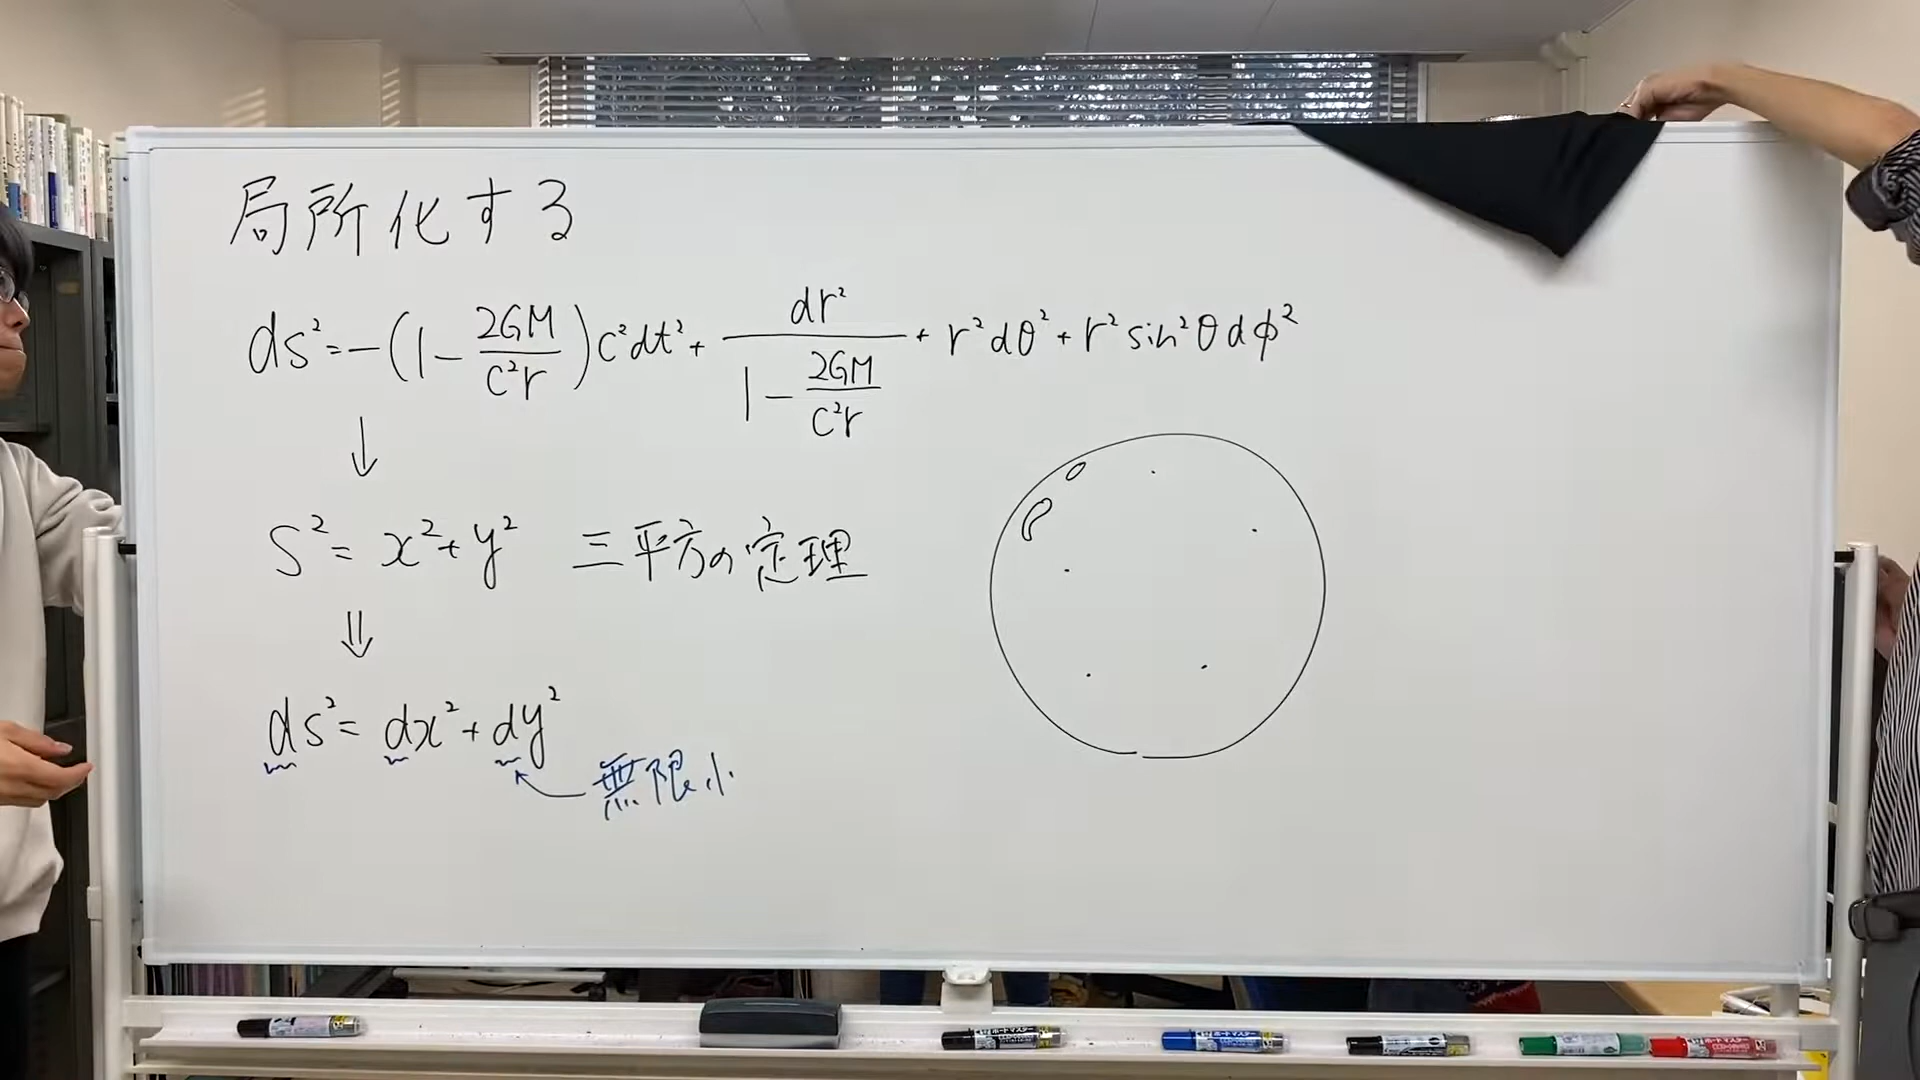 局所化する
ds²=-(1-2GM/c²r)c²dt²+dr²/(1-2GM/c²r)+r²dθ²+r²sin²θdφ²
↓
S²=x²+y² 三平方の定理
⇓
ds²=dx²+dy²
無限小